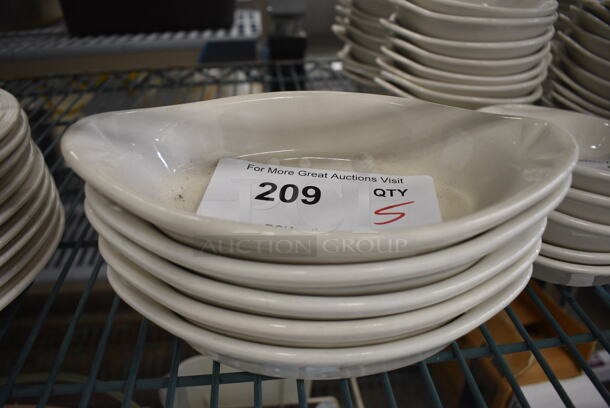 For More Great Auctions Visit
209
QTY
5
AUCTION GROUP